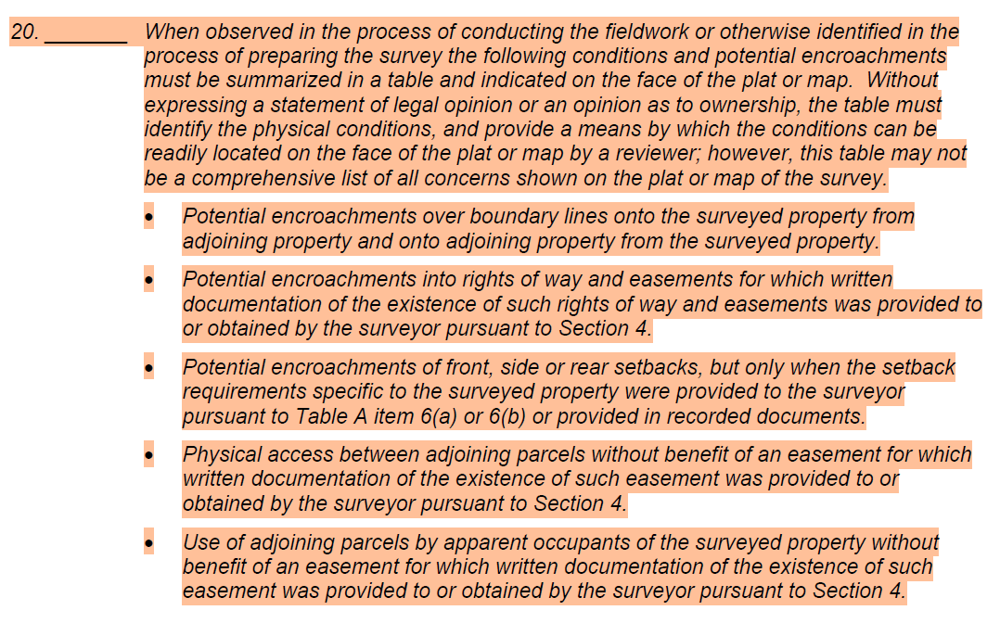 20. _______ When observed in the process of conducting the fieldwork or otherwise identified in the
process of preparing the survey the following conditions and potential encroachments
must be summarized in a table and indicated on the face of the plat or map.  Without
expressing a statement of legal opinion or an opinion as to ownership, the table must
identify the physical conditions, and provide a means by which the conditions can be
readily located on the face of the plat or map by a reviewer; however, this table may not
be a comprehensive list of all concerns shown on the plat or map of the survey.
• Potential encroachments over boundary lines onto the surveyed property from
adjoining property and onto adjoining property from the surveyed property.
• Potential encroachments into rights of way and easements for which written
documentation of the existence of such rights of way and easements was provided to
or obtained by the surveyor pursuant to Section 4.
• Potential encroachments of front, side or rear setbacks, but only when the setback
requirements specific to the surveyed property were provided to the surveyor
pursuant to Table A item 6(a) or 6(b) or provided in recorded documents.
• Physical access between adjoining parcels without benefit of an easement for which
written documentation of the existence of such easement was provided to or
obtained by the surveyor pursuant to Section 4.
• Use of adjoining parcels by apparent occupants of the surveyed property without
benefit of an easement for which written documentation of the existence of such
easement was provided to or obtained by the surveyor pursuant to Section 4.